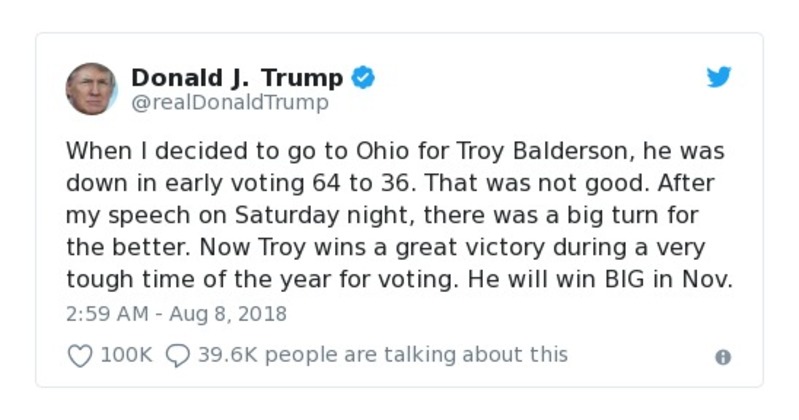 Donald J. Trump
@realDonaldTrump
When I decided to go to Ohio for Troy Balderson, he was
down in early voting 64 to 36. That was not good. After
my speech on Saturday night, there was a big turn for
the better. Now Troy wins a great victory during a very
tough time of the year for voting. He will win BIG in Nov.
2:59 AM - Aug 8, 2018
100K 39.6K people are talking about this